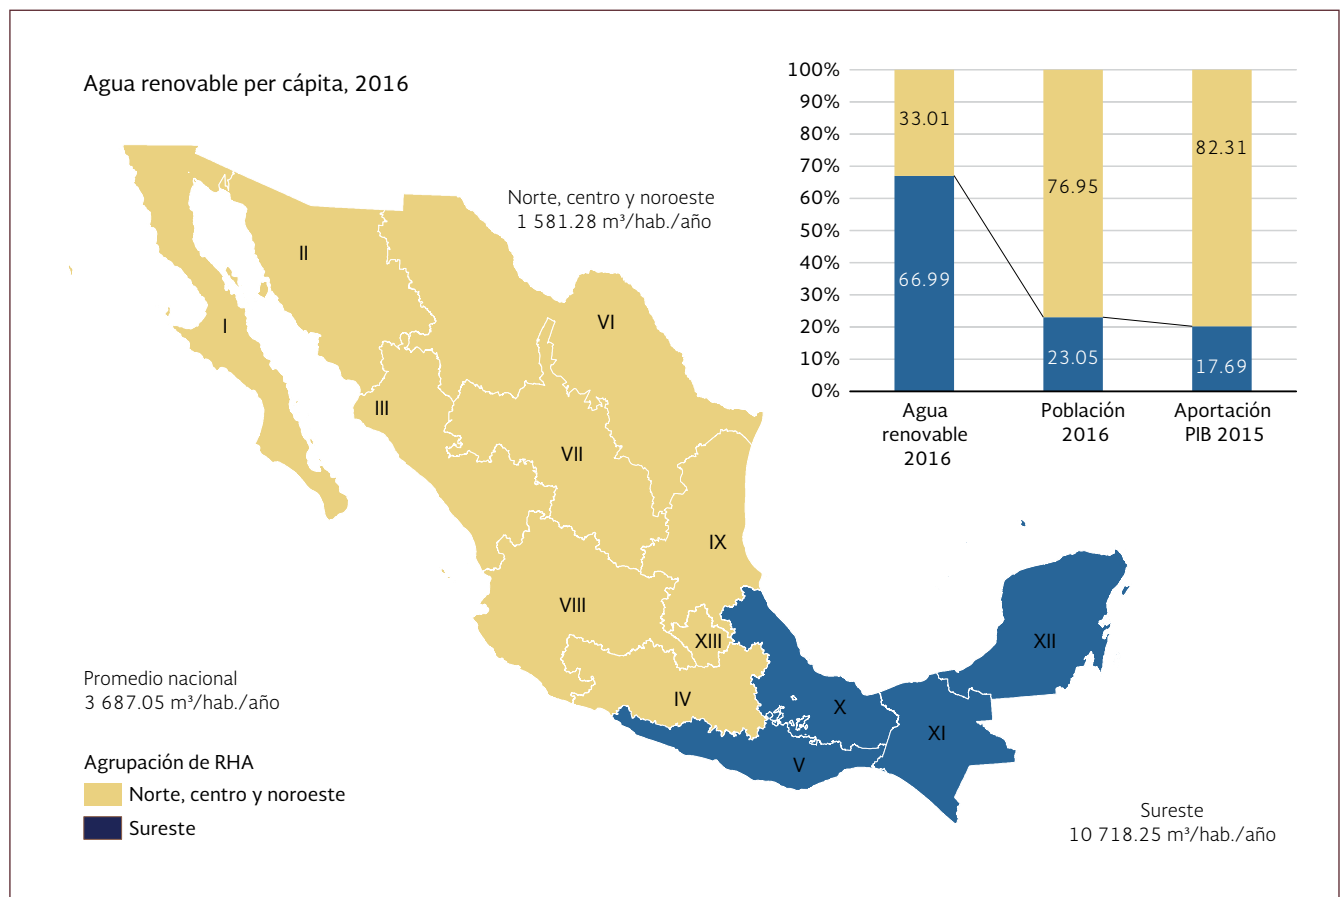 Agua renovable per cápita, 2016
Norte, centro y noroeste
1 581.28 m³/hab./año
100%
90%
80%
70%
60%
50%
40%
30%
20%
10%
0%
33.01
66.99
76.95
23.05
82.31
17.69
Agua
renovable
2016
Población
2016
Aportación
PIB 2015
I
II
III
VI
VII
VIII
IX
XIII
IV
X
V
XI
XII
Promedio nacional
3 687.05 m³/hab./año
Agrupación de RHA
Norte, centro y noroeste
Sureste
Sureste
10 718.25 m³/hab./año